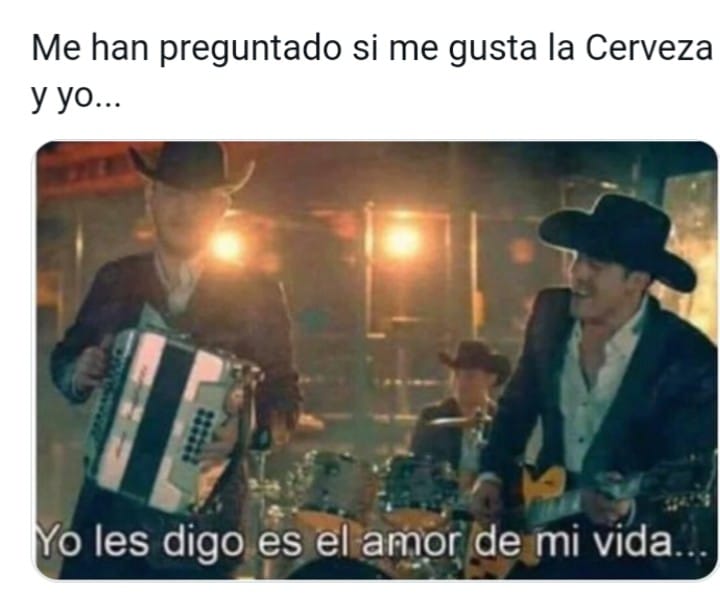 Me han preguntado si me gusta la Cerveza
y yo...
Yo les digo es el amor de mi vida...